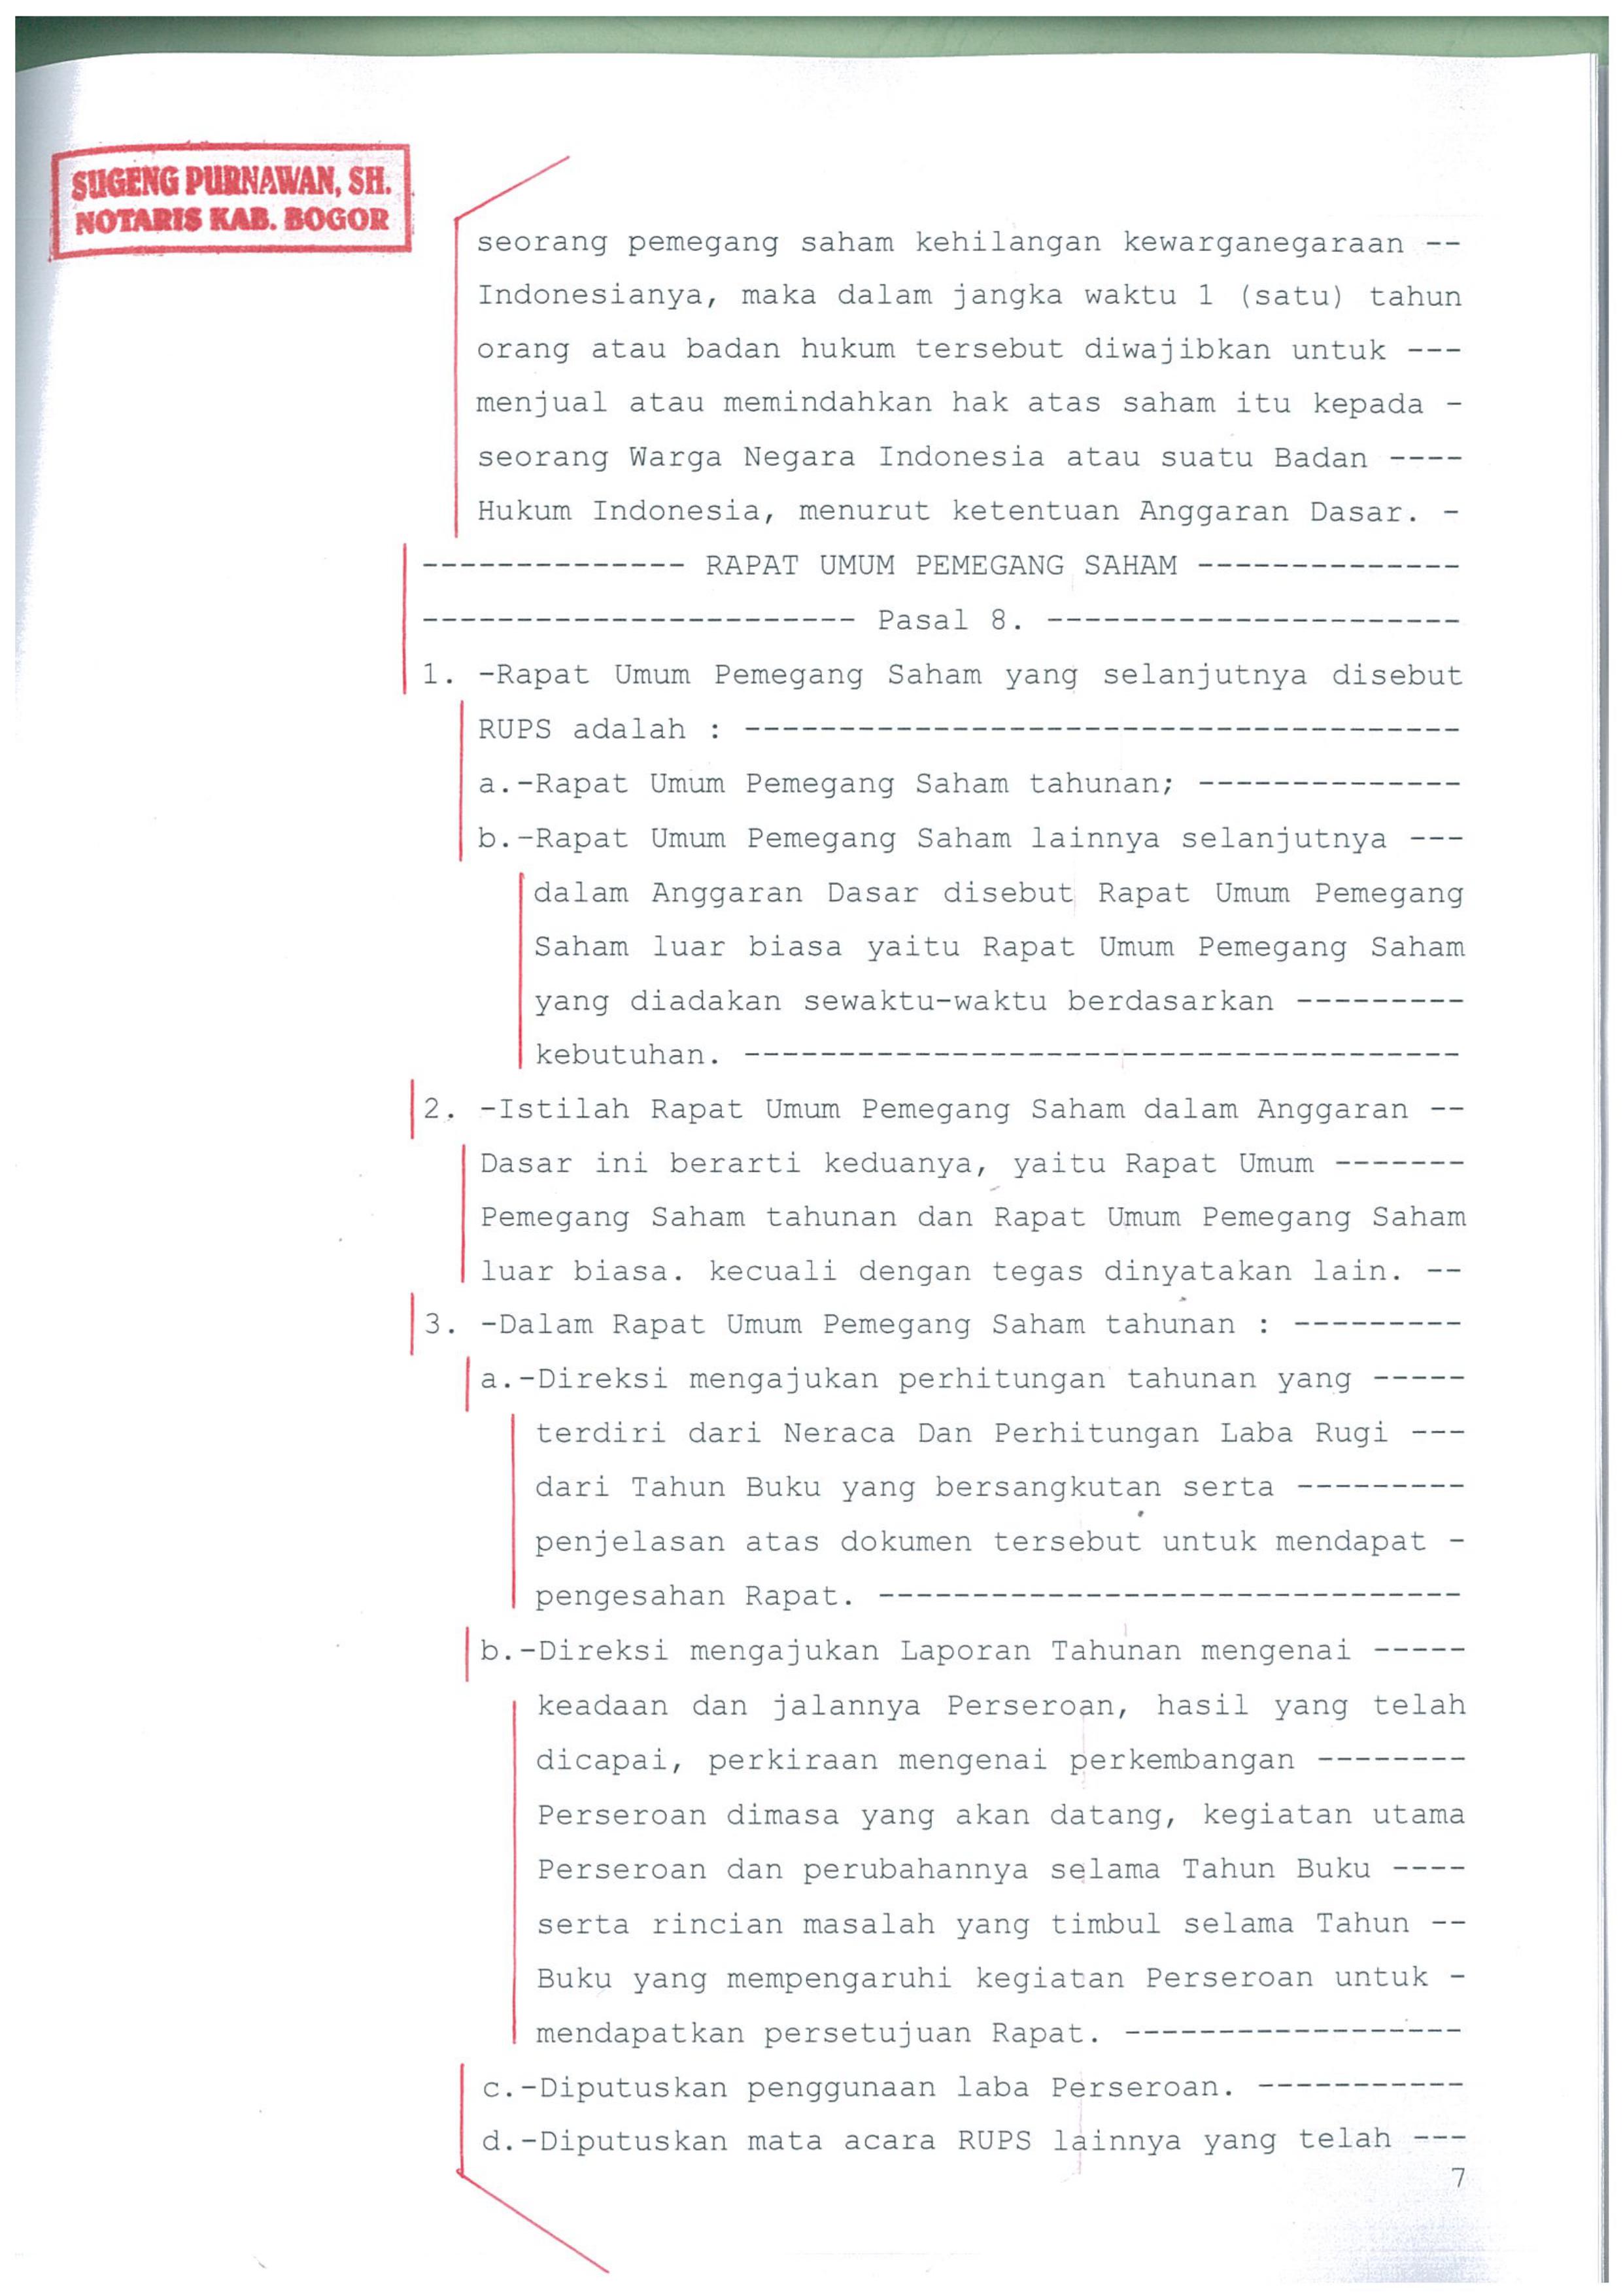 SUGENG PURNAWAN, SH.
NOTARIS KAB. BOGOR
seorang pemegang saham kehilangan kewarganegaraan --
Indonesianya, maka dalam jangka waktu 1 (satu) tahun
orang atau badan hukum tersebut diwajibkan untuk ---
menjual atau memindahkan hak atas saham itu kepada -
seorang Warga Negara Indonesia atau suatu Badan ----
Hukum Indonesia, menurut ketentuan Anggaran Dasar. -
-------------- RAPAT UMUM PEMEGANG SAHAM --------------
----------------------- Pasal 8. ----------------------
1. -Rapat Umum Pemegang Saham yang selanjutnya disebut
RUPS adalah : --------------------------------------
a.-Rapat Umum Pemegang Saham tahunan; --------------
b.-Rapat Umum Pemegang Saham lainnya selanjutnya ---
dalam Anggaran Dasar disebut Rapat Umum Pemegang
Saham luar biasa yaitu Rapat Umum Pemegang Saham
yang diadakan sewaktu-waktu berdasarkan ---------
kebutuhan. --------------------------------------
2. -Istilah Rapat Umum Pemegang Saham dalam Anggaran --
Dasar ini berarti keduanya, yaitu Rapat Umum -------
Pemegang Saham tahunan dan Rapat Umum Pemegang Saham
luar biasa. kecuali dengan tegas dinyatakan lain. --
3. -Dalam Rapat Umum Pemegang Saham tahunan : ---------
a.-Direksi mengajukan perhitungan tahunan yang -----
terdiri dari Neraca Dan Perhitungan Laba Rugi ---
dari Tahun Buku yang bersangkutan serta ---------
penjelasan atas dokumen tersebut untuk mendapat -
pengesahan Rapat. -------------------------------
b.-Direksi mengajukan Laporan Tahunan mengenai -----
keadaan dan jalannya Perseroan, hasil yang telah
dicapai, perkiraan mengenai perkembangan --------
Perseroan dimasa yang akan datang, kegiatan utama
Perseroan dan perubahannya selama Tahun Buku ----
serta rincian masalah yang timbul selama Tahun --
Buku yang mempengaruhi kegiatan Perseroan untuk -
mendapatkan persetujuan Rapat. ------------------
c.-Diputuskan penggunaan laba Perseroan. -----------
d.-Diputuskan mata acara RUPS lainnya yang telah ---
7